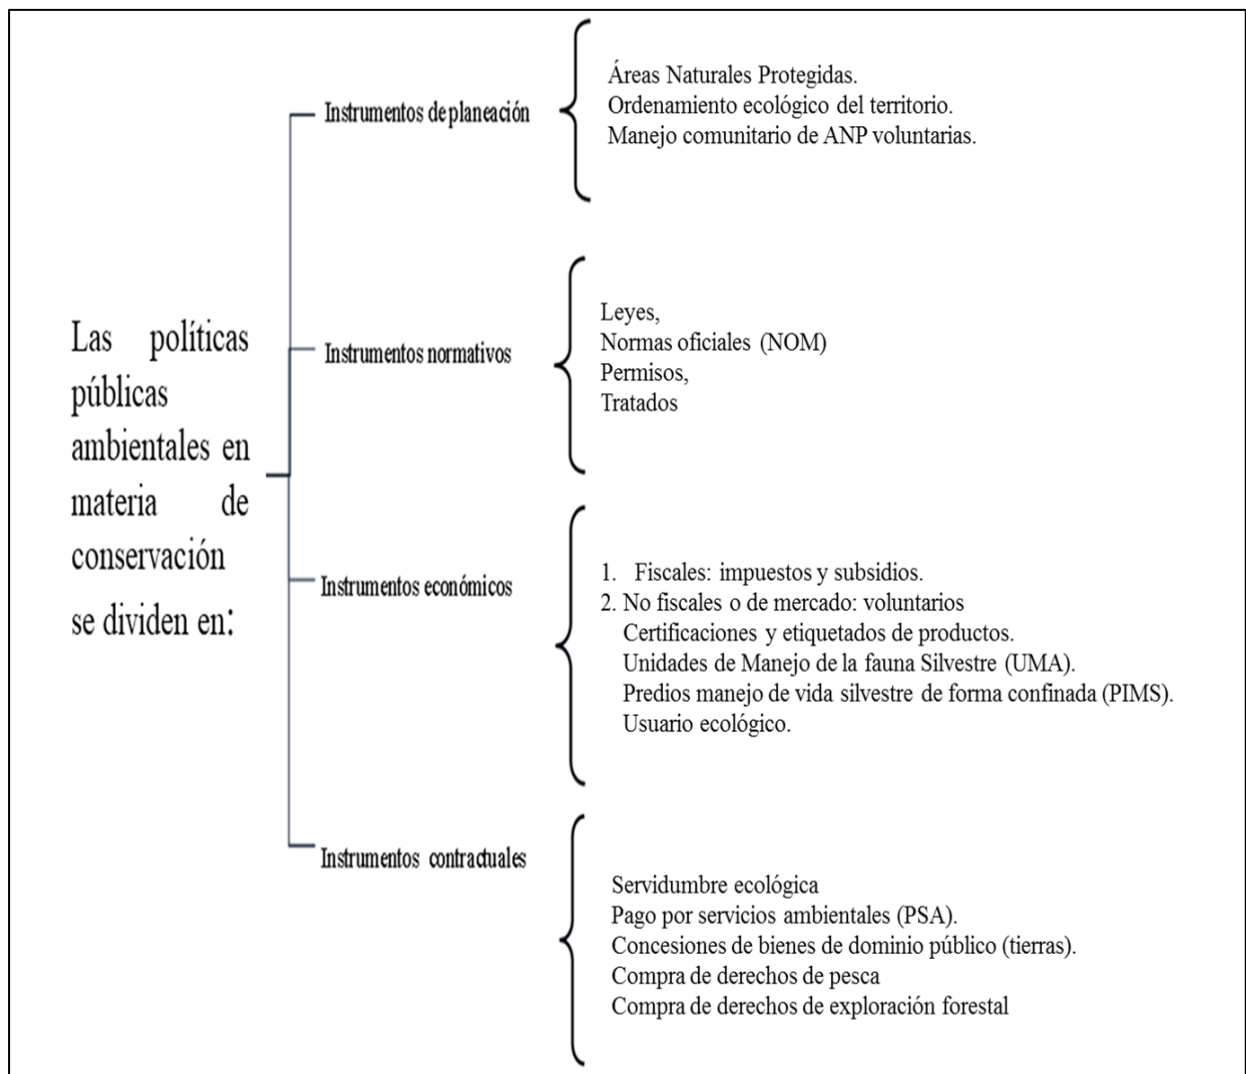 Las políticas
públicas
ambientales en
materia de
conservación
se dividen en:
Instrumentos de planeación
Áreas Naturales Protegidas.
Ordenamiento ecológico del territorio.
Manejo comunitario de ANP voluntarias.
Instrumentos normativos
Leyes,
Normas oficiales (NOM)
Permisos,
Tratados
Instrumentos económicos
1. Fiscales: impuestos y subsidios.
2. No fiscales o de mercado: voluntarios
Certificaciones y etiquetados de productos.
Unidades de Manejo de la fauna Silvestre (UMA).
Predios manejo de vida silvestre de forma confinada (PIMS).
Usuario ecológico.
Instrumentos contractuales
Servidumbre ecológica
Pago por servicios ambientales (PSA).
Concesiones de bienes de dominio público (tierras).
Compra de derechos de pesca
Compra de derechos de exploración forestal